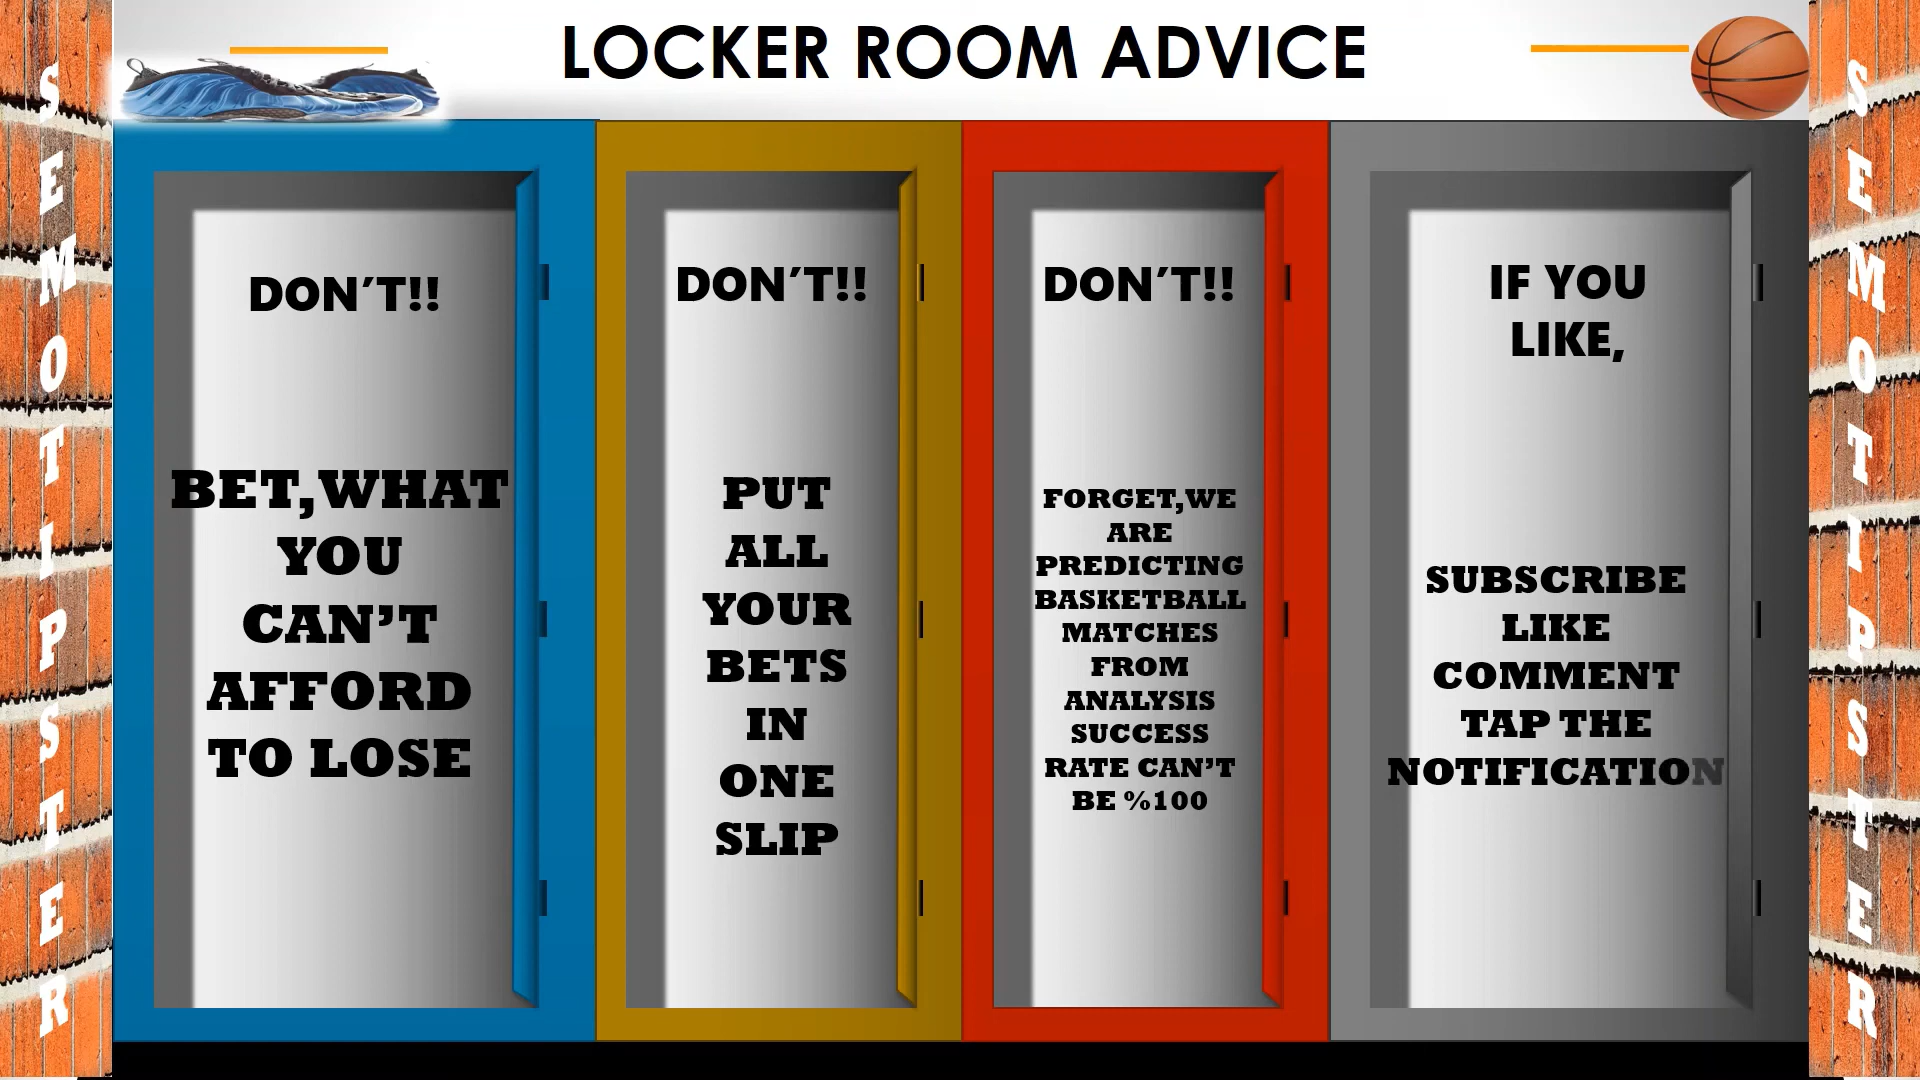 LOCKER ROOM ADVICE
SEMOTIPSTER
DON'T!!
BET,WHAT
YOU
CAN'T
AFFORD
TO LOSE
DON'T!!
PUT
ALL
YOUR
BETS
IN
ONE
SLIP
DON'T!!
FORGET,WE
ARE
PREDICTING
BASKETBALL
MATCHES
FROM
ANALYSIS
SUCCESS
RATE CAN'T
BE %100
IF YOU
LIKE,
SUBSCRIBE
LIKE
COMMENT
TAP THE
NOTIFICATION
SEMOTIPSTER